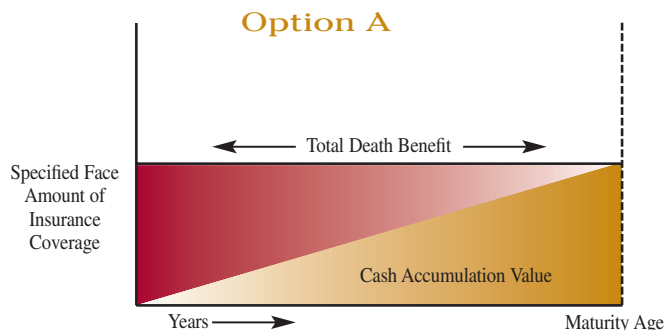 Option A
Total Death Benefit
Specified Face
Amount of
Insurance
Coverage
Cash Accumulation Value
Years
Maturity Age